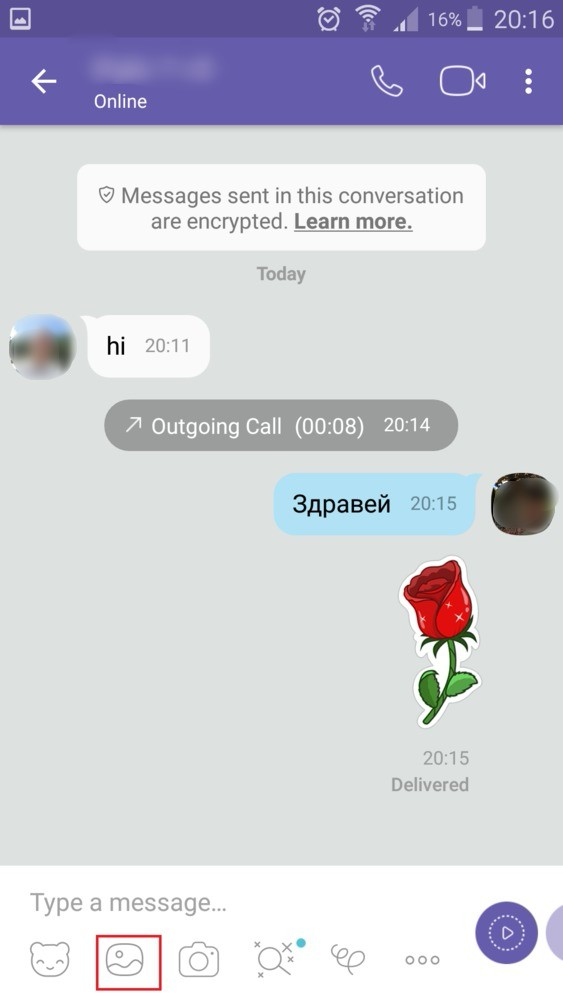 16% 20:16
Online
Messages sent in this conversation
are encrypted. Learn more.
Today
hi 20:11
Outgoing Call (00:08) 20:14
Здравей 20:15
20:15
Delivered
Type a message...